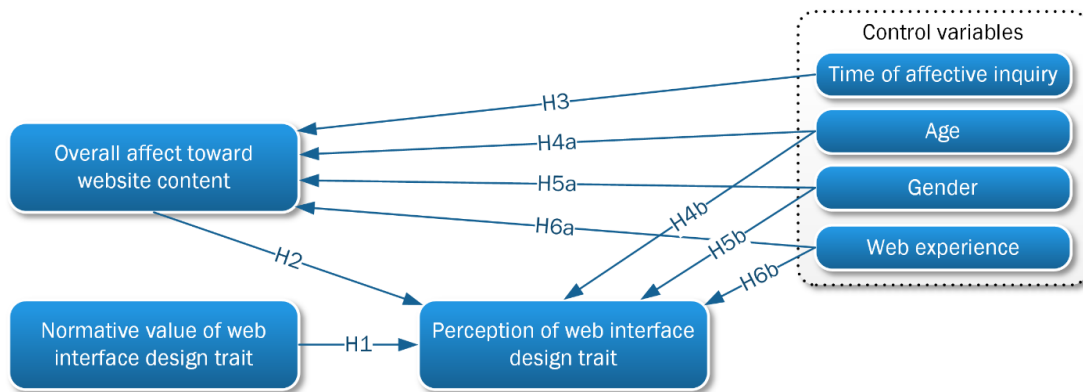 Control variables
Time of affective inquiry
H3
Age
H4a
Overall affect toward
website content
Gender
H5a
H4b
H5b
H6a
Web experience
H2
H6b
Normative value of web
interface design trait
H1
Perception of web interface
design trait